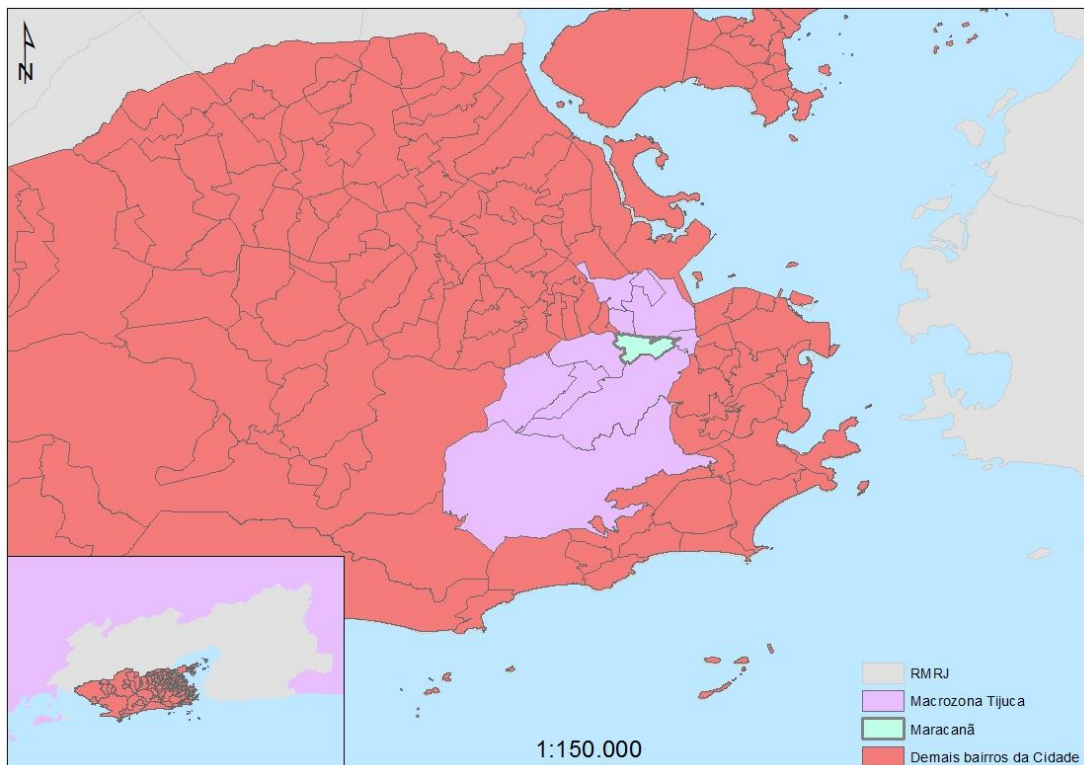 N
1:150.000
RMRJ
Macrozona Tijuca
Maracanã
Demais bairros da Cidade